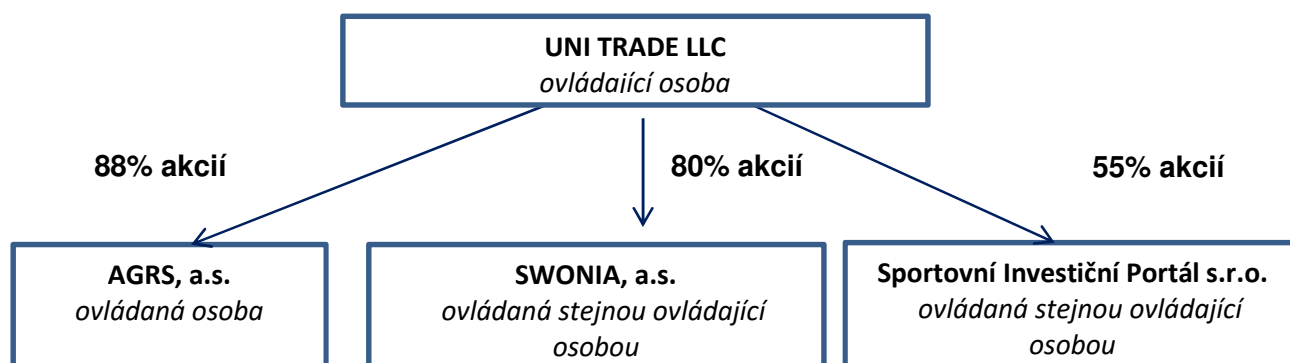 UNI TRADE LLC
ovládající osoba
88% akcií
80% akcií
55% akcií
AGRS, a.s.
ovládaná osoba
SWONIA, a.s.
ovládaná stejnou ovládající
osobou
Sportovní Investiční Portál s.r.o.
ovládaná stejnou ovládající
osobou